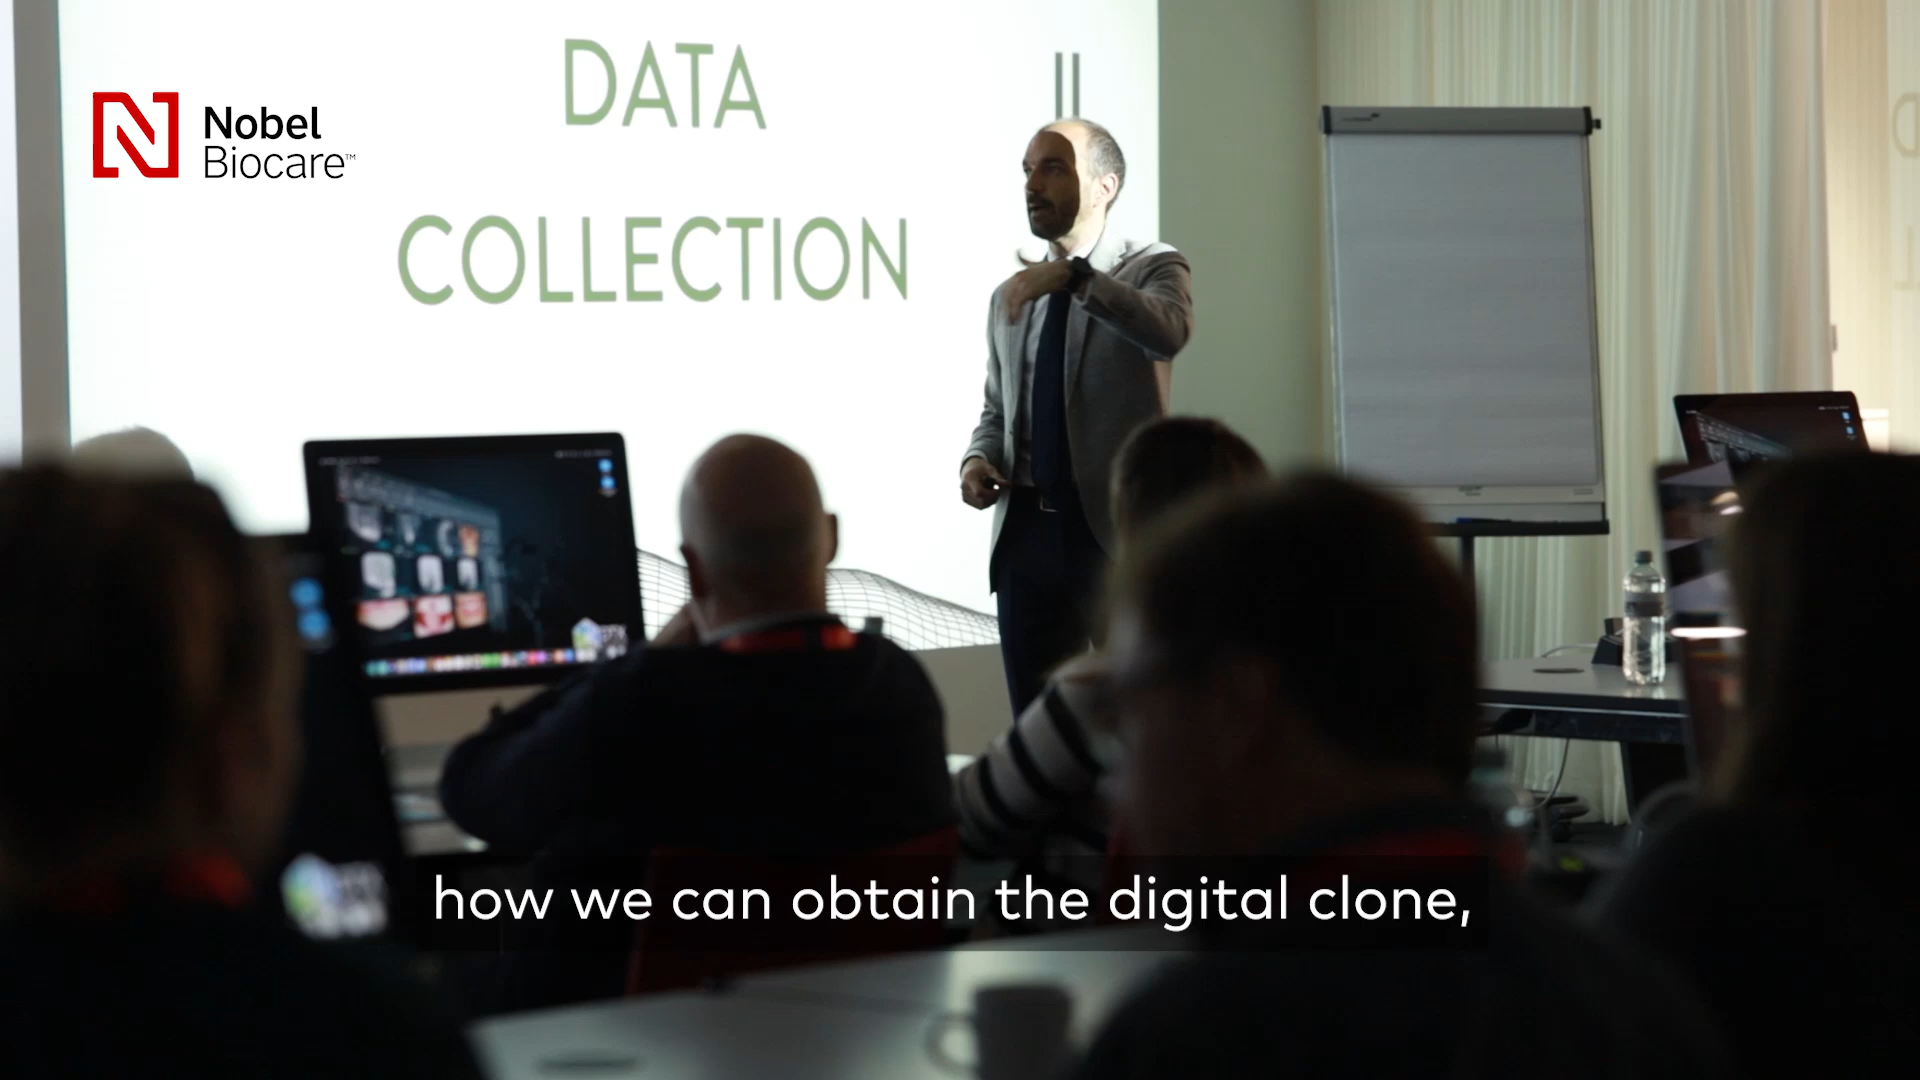 DATA
COLLECTION
Nobel
Biocare™
how we can obtain the digital clone,